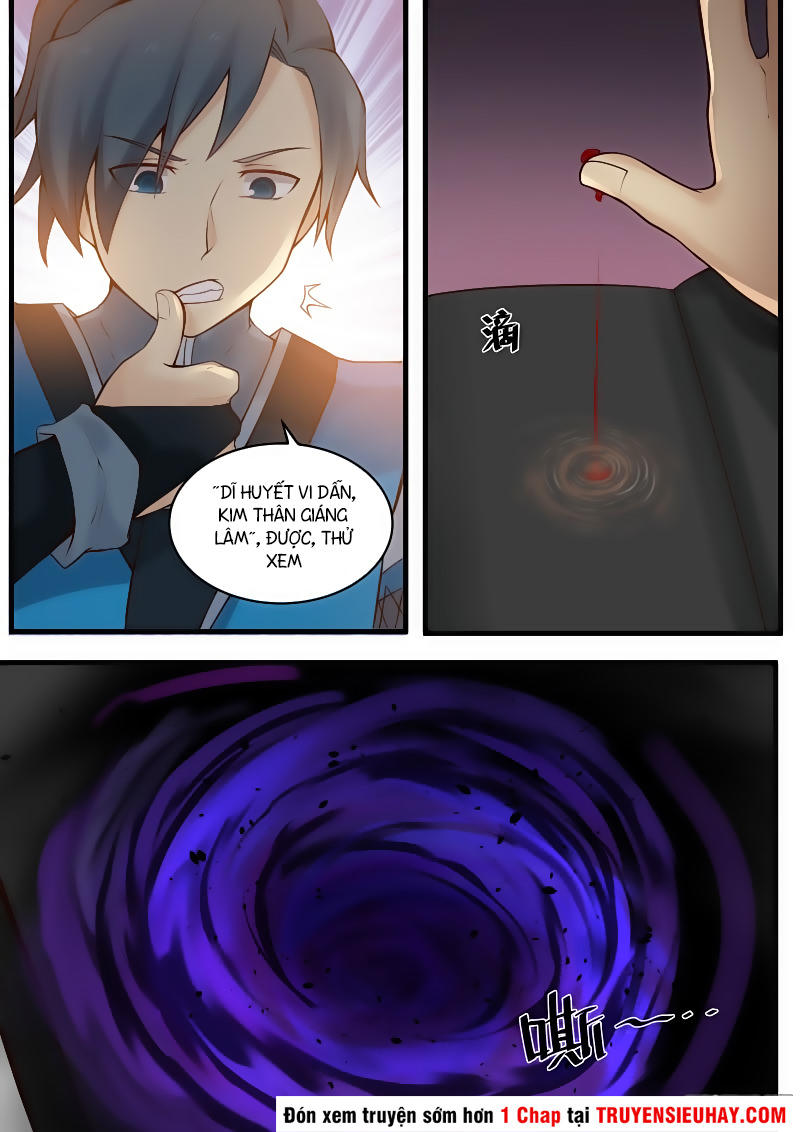 滴
"DĨ HUYẾT VI DẪN,
KIM THÂN GIÁNG
LÂM", ĐƯỢC, THỬ
XEM
嘶~..
Đón xem truyện sớm hơn 1 Chap tại TRUYENSIEUHAY.COM